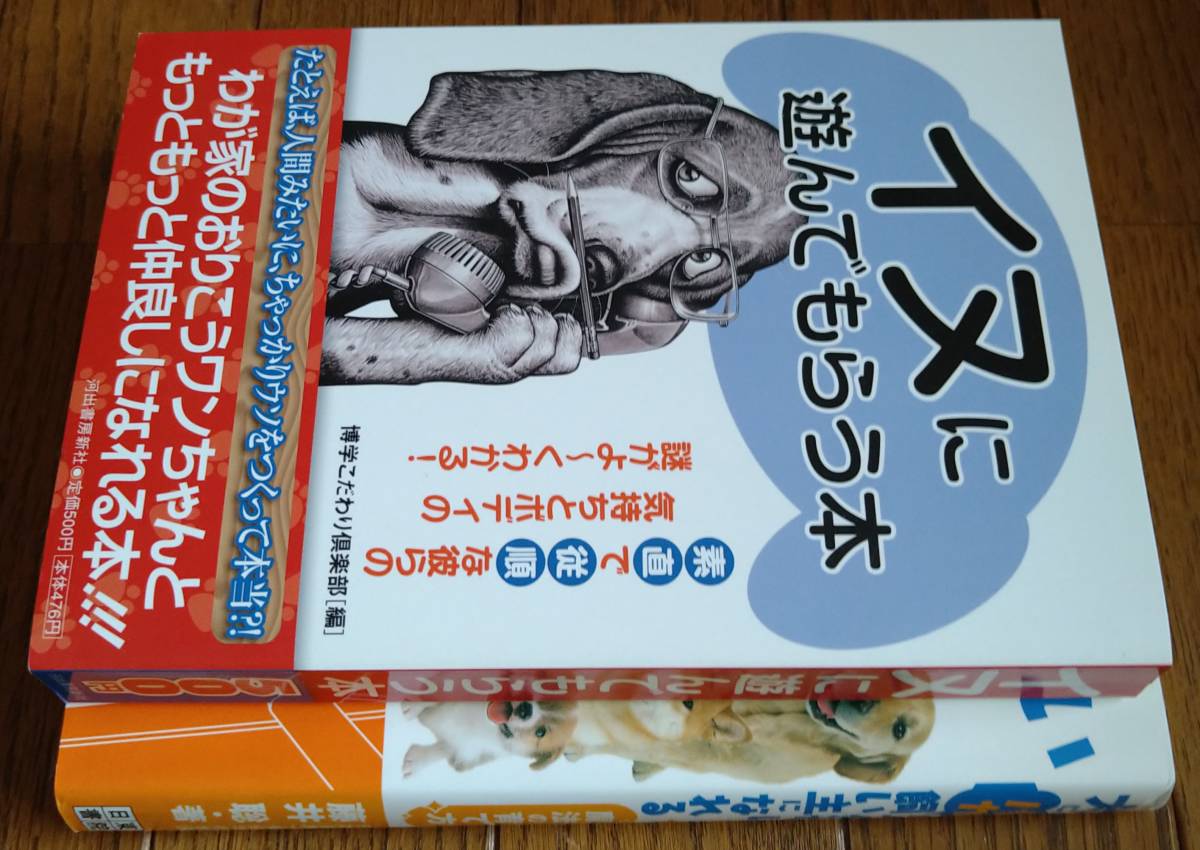 イヌに
遊んでもらう本
素直で従順な彼らの
気持ちとボディの
謎がよ〜くわかる!
博学こだわり倶楽部[編]
たとえば、人間みたいに、ちゃっかりウソをつくって本当?!
わが家のおりこうワンちゃんと
もっともっと仲良しになれる本!!!
河出書房新社●定価500円 本体476円
イヌに遊んでもらう本
500円
飼い主になれる
藤井 聡・著